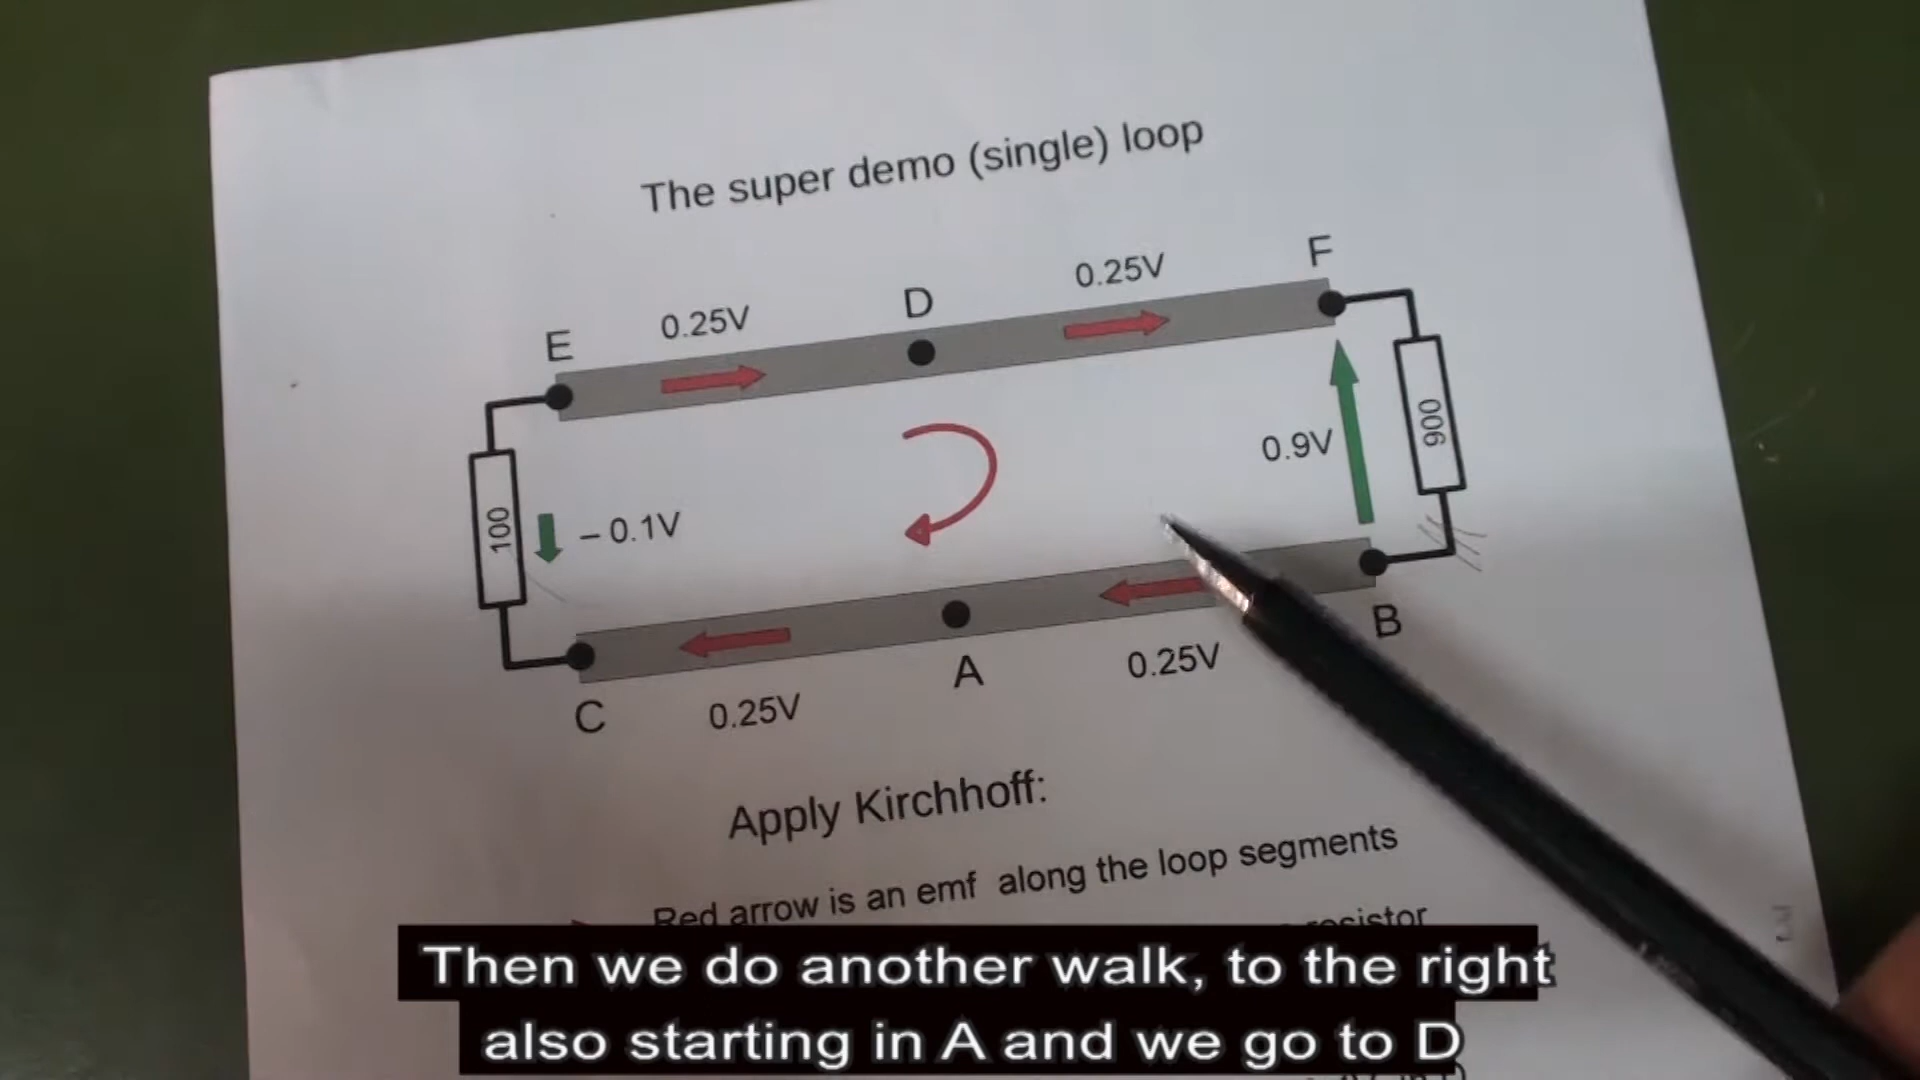 The super demo (single) loop
F
0.25V
D
0.25V
E
0.9V
900
100
– 0.1V
B
A
0.25V
C
0.25V
Apply Kirchhoff:
Red arrow is an emf along the loop segments
resistor
Then we do another walk, to the right
also starting in A and we go to D